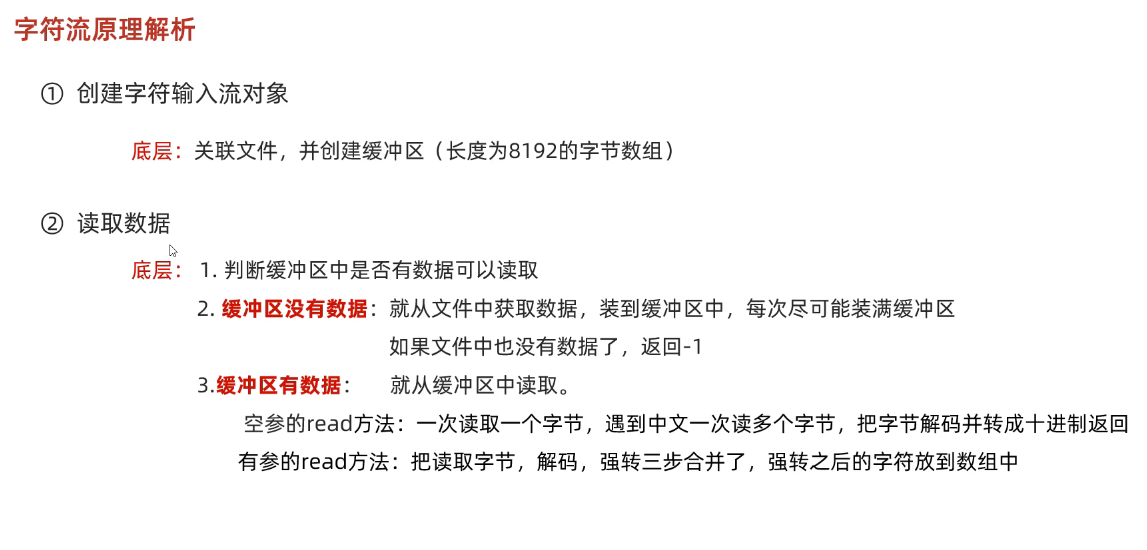 字符流原理解析
① 创建字符输入流对象
底层：关联文件，并创建缓冲区（长度为8192的字节数组）
② 读取数据
底层： 1. 判断缓冲区中是否有数据可以读取
2. 缓冲区没有数据：就从文件中获取数据，装到缓冲区中，每次尽可能装满缓冲区
如果文件中也没有数据了，返回-1
3.缓冲区有数据： 就从缓冲区中读取。
空参的read方法：一次读取一个字节，遇到中文一次读多个字节，把字节解码并转成十进制返回
有参的read方法：把读取字节，解码，强转三步合并了，强转之后的字符放到数组中